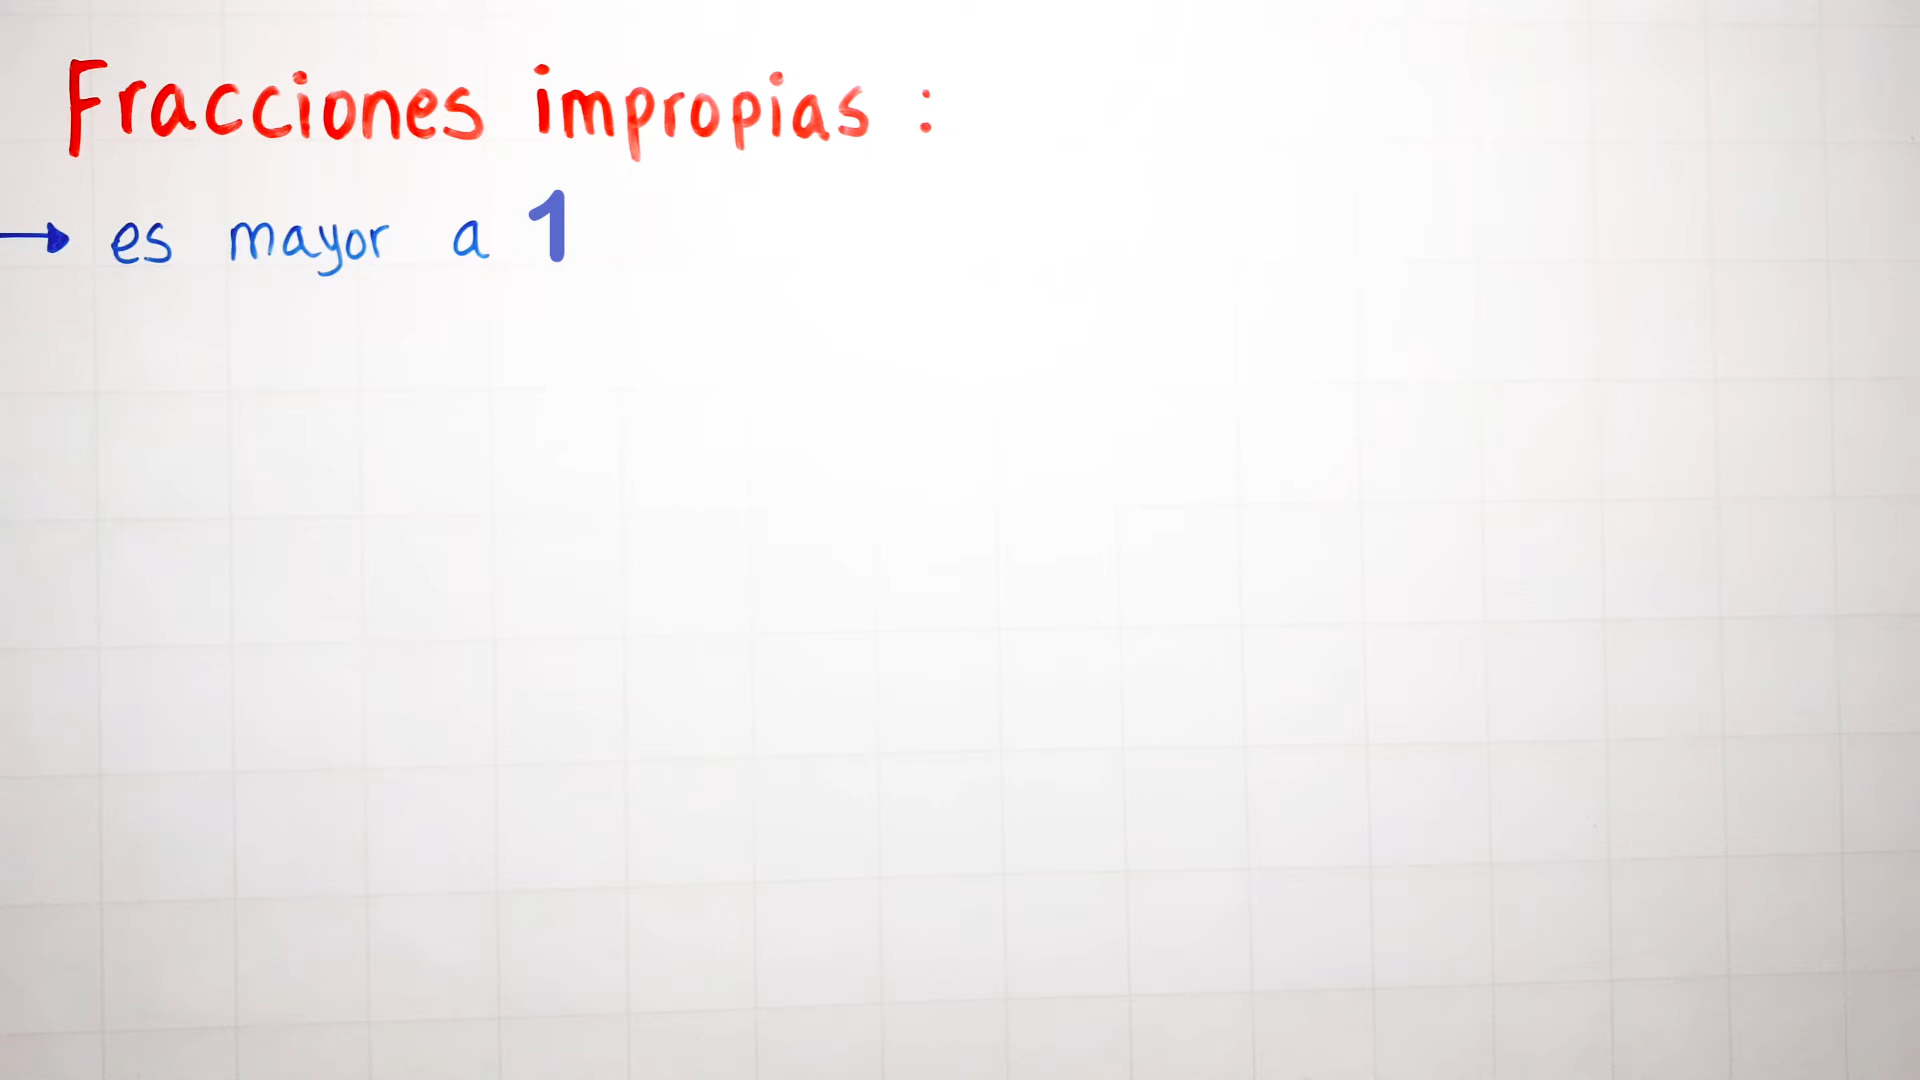 Fracciones impropias :
→ es mayor a 1